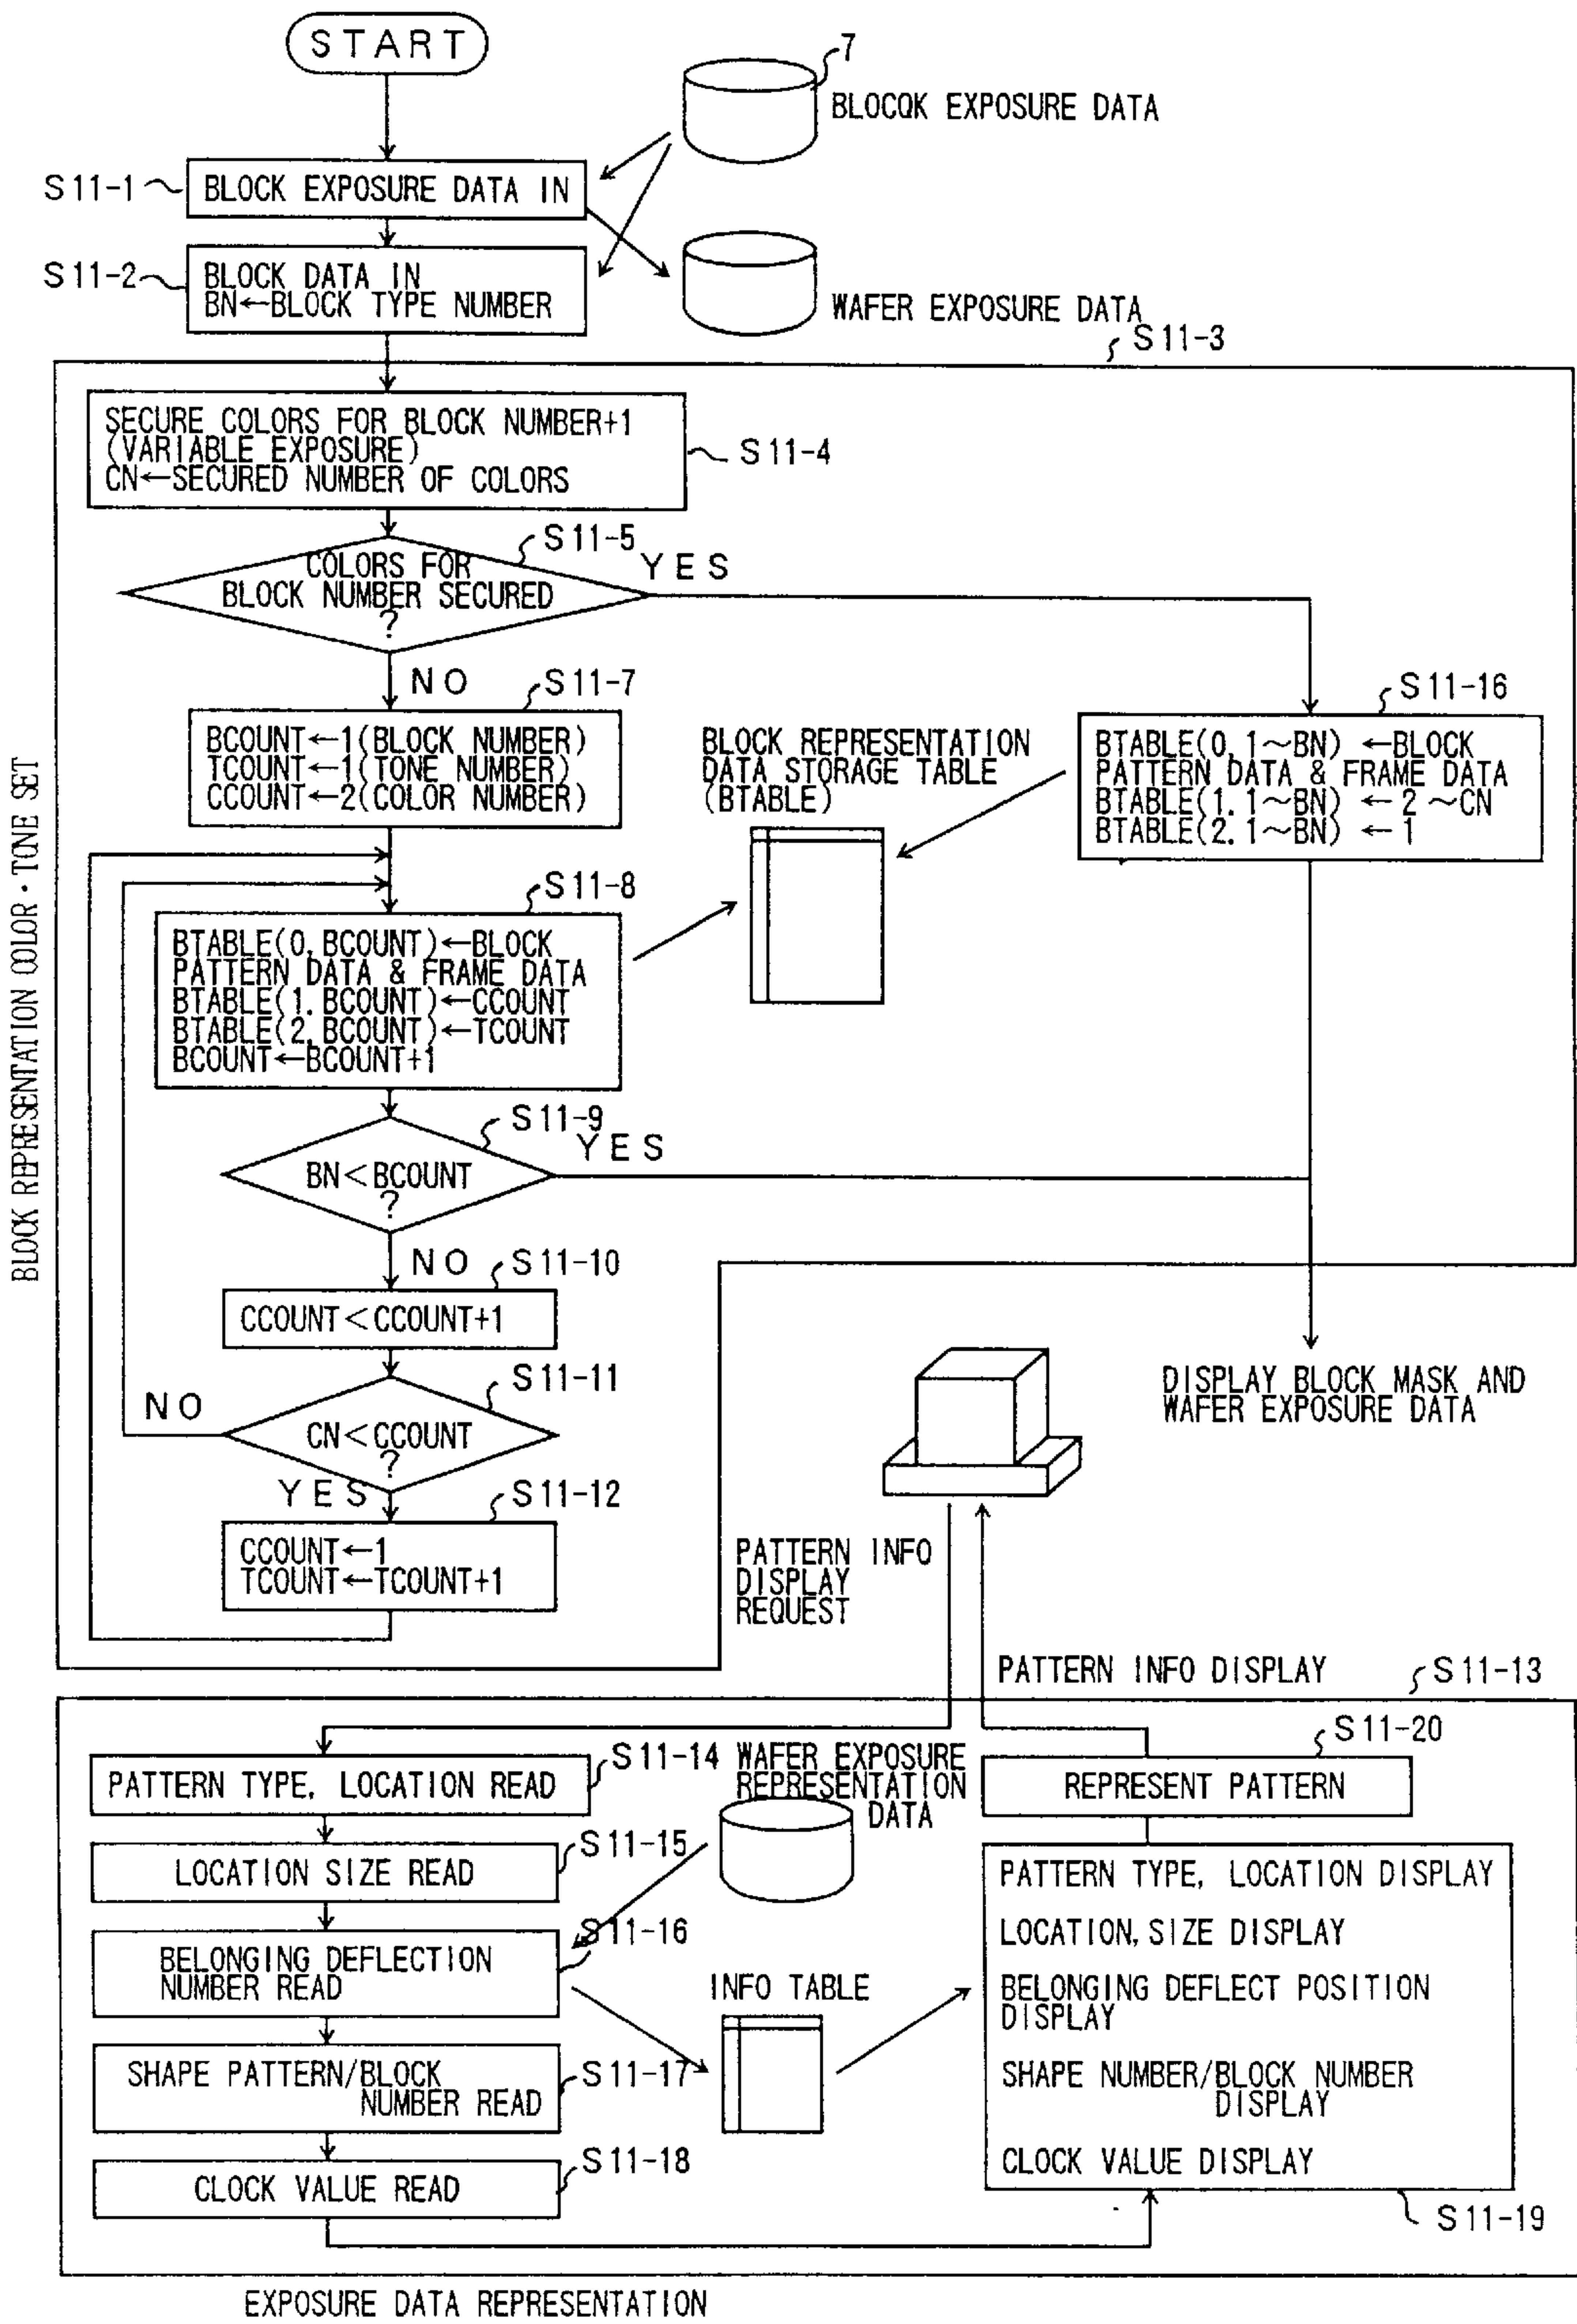 START
7
BLOCQK EXPOSURE DATA
S11-1
BLOCK EXPOSURE DATA IN
S11-2
BLOCK DATA IN
BN←BLOCK TYPE NUMBER
WAFER EXPOSURE DATA
S11-3
SECURE COLORS FOR BLOCK NUMBER+1
(VARIABLE EXPOSURE)
CN←SECURED NUMBER OF COLORS
S11-4
S11-5
COLORS FOR
BLOCK NUMBER SECURED
?
YES
NO
S11-7
BCOUNT←1(BLOCK NUMBER)
TCOUNT←1(TONE NUMBER)
CCOUNT←2(COLOR NUMBER)
BLOCK REPRESENTATION
DATA STORAGE TABLE
(BTABLE)
S11-16
BTABLE(0,1~BN) ←BLOCK
PATTERN DATA & FRAME DATA
BTABLE(1.1~BN) ←2 ~CN
BTABLE(2.1~BN) ←1
BLOCK REPRESENTATION COLOR・TONE SET
S11-8
BTABLE(0,BCOUNT)←BLOCK
PATTERN DATA & FRAME DATA
BTABLE(1.BCOUNT)←CCOUNT
BTABLE(2,BCOUNT)←TCOUNT
BCOUNT←BCOUNT+1
S11-9
BN<BCOUNT
?
YES
NO
S11-10
CCOUNT<CCOUNT+1
S11-11
NO
CN<CCOUNT
?
YES
S11-12
CCOUNT←1
TCOUNT←TCOUNT+1
DISPLAY BLOCK MASK AND
WAFER EXPOSURE DATA
PATTERN INFO
DISPLAY
REQUEST
PATTERN INFO DISPLAY
S11-13
S11-14
PATTERN TYPE, LOCATION READ
WAFER EXPOSURE
REPRESENTATION
DATA
S11-20
REPRESENT PATTERN
S11-15
LOCATION SIZE READ
S11-16
BELONGING DEFLECTION
NUMBER READ
INFO TABLE
S11-17
SHAPE PATTERN/BLOCK
NUMBER READ
S11-18
CLOCK VALUE READ
PATTERN TYPE, LOCATION DISPLAY
LOCATION,SIZE DISPLAY
BELONGING DEFLECT POSITION
DISPLAY
SHAPE NUMBER/BLOCK NUMBER
DISPLAY
CLOCK VALUE DISPLAY
S11-19
EXPOSURE DATA REPRESENTATION